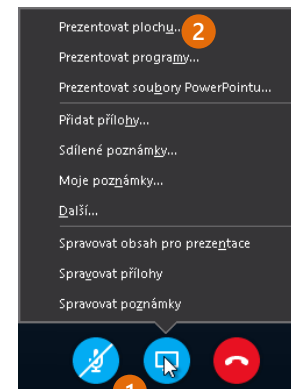 Prezentovat plochu... 2
Prezentovat programy...
Prezentovat soubory PowerPointu...
Přidat přílohy...
Sdílené poznámky...
Moje poznámky...
Další...
Spravovat obsah pro prezentace
Spravovat přílohy
Spravovat poznámky
1